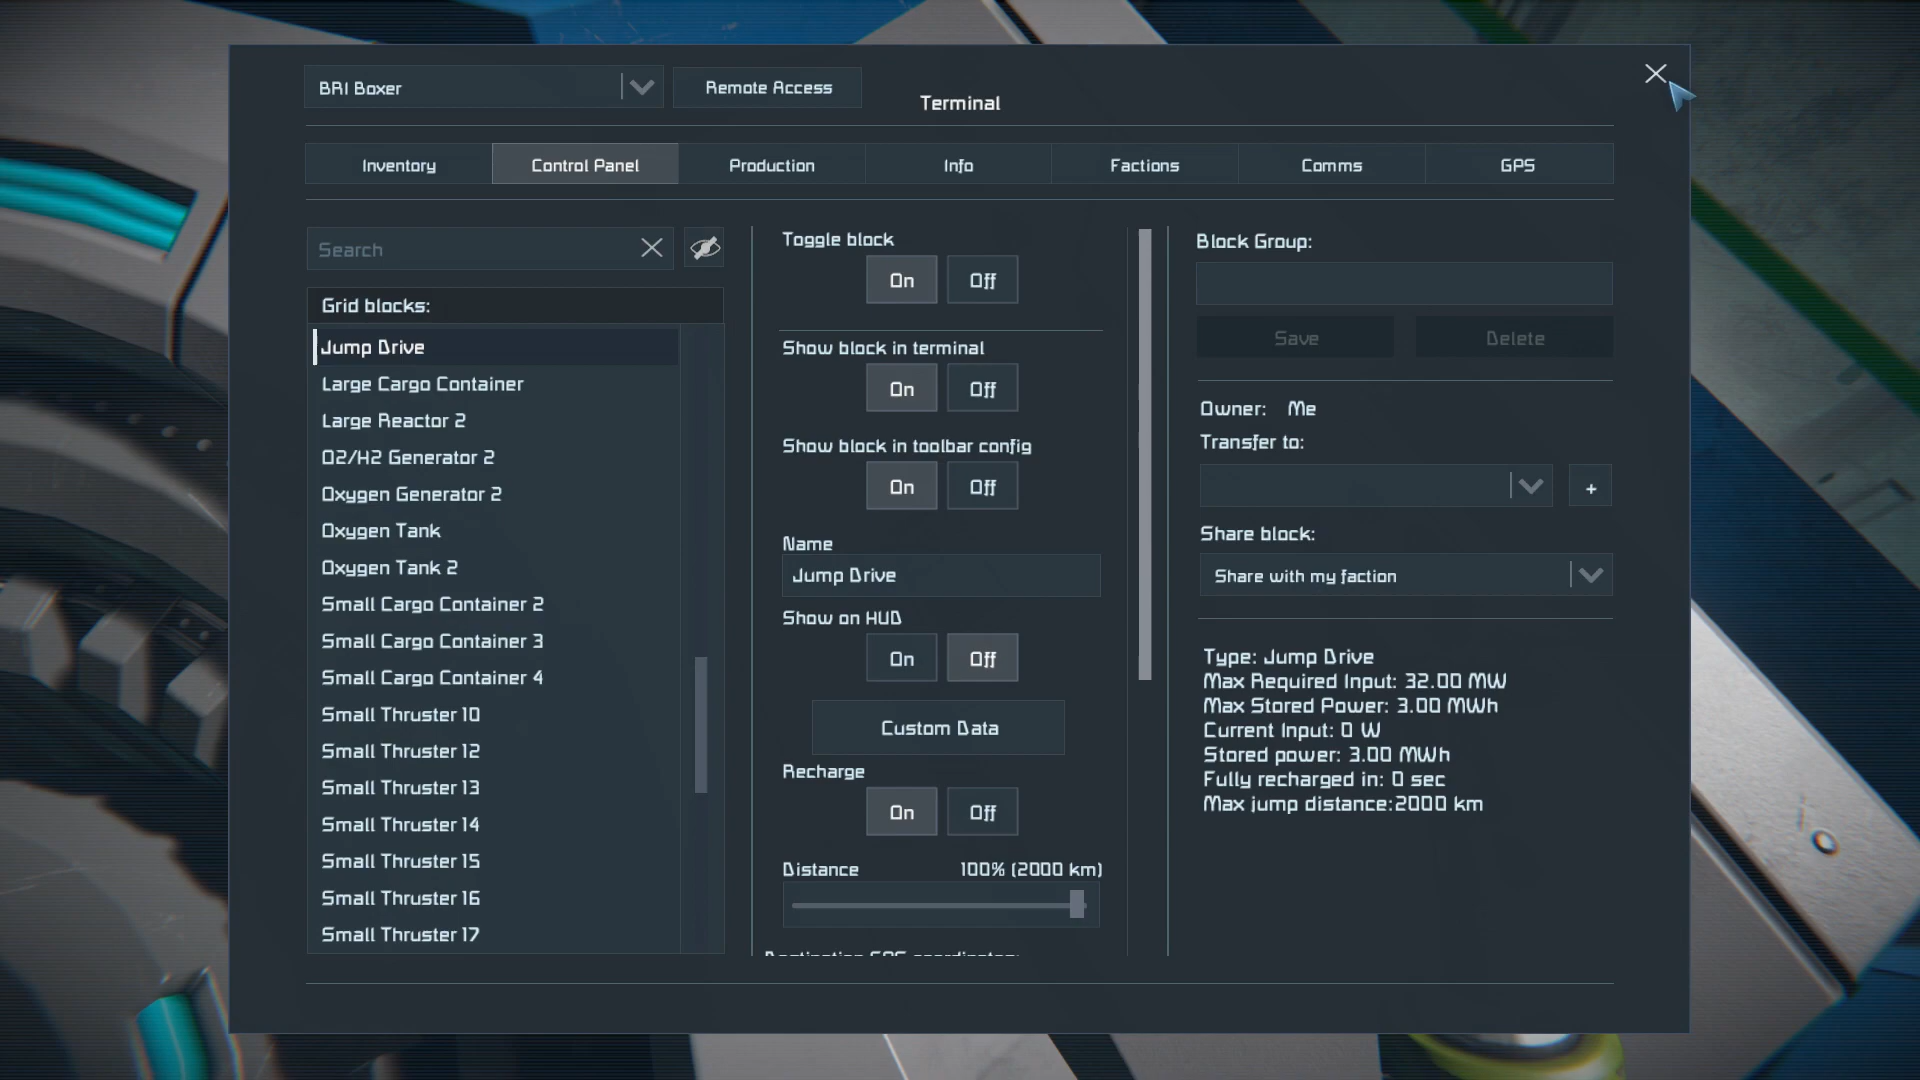 BRI Boxer
Remote Access
Terminal
Inventory
Control Panel
Production
Info
Factions
Comms
GPS
Search
Grid blocks:
Jump Drive
Large Cargo Container
Large Reactor 2
O2/H2 Generator 2
Oxygen Generator 2
Oxygen Tank
Oxygen Tank 2
Small Cargo Container 2
Small Cargo Container 3
Small Cargo Container 4
Small Thruster 10
Small Thruster 12
Small Thruster 13
Small Thruster 14
Small Thruster 15
Small Thruster 16
Small Thruster 17
Toggle block
On Off
Show block in terminal
On Off
Show block in toolbar config
On Off
Name
Jump Drive
Show on HUD
On Off
Custom Data
Recharge
On Off
Distance 100% (2000 km)
Destination GPS coordinates:
Block Group:
Save Delete
Owner: Me
Transfer to:
+
Share block:
Share with my faction
Type: Jump Drive
Max Required Input: 32.00 MW
Max Stored Power: 3.00 MWh
Current Input: 0 W
Stored power: 3.00 MWh
Fully recharged in: 0 sec
Max jump distance:2000 km